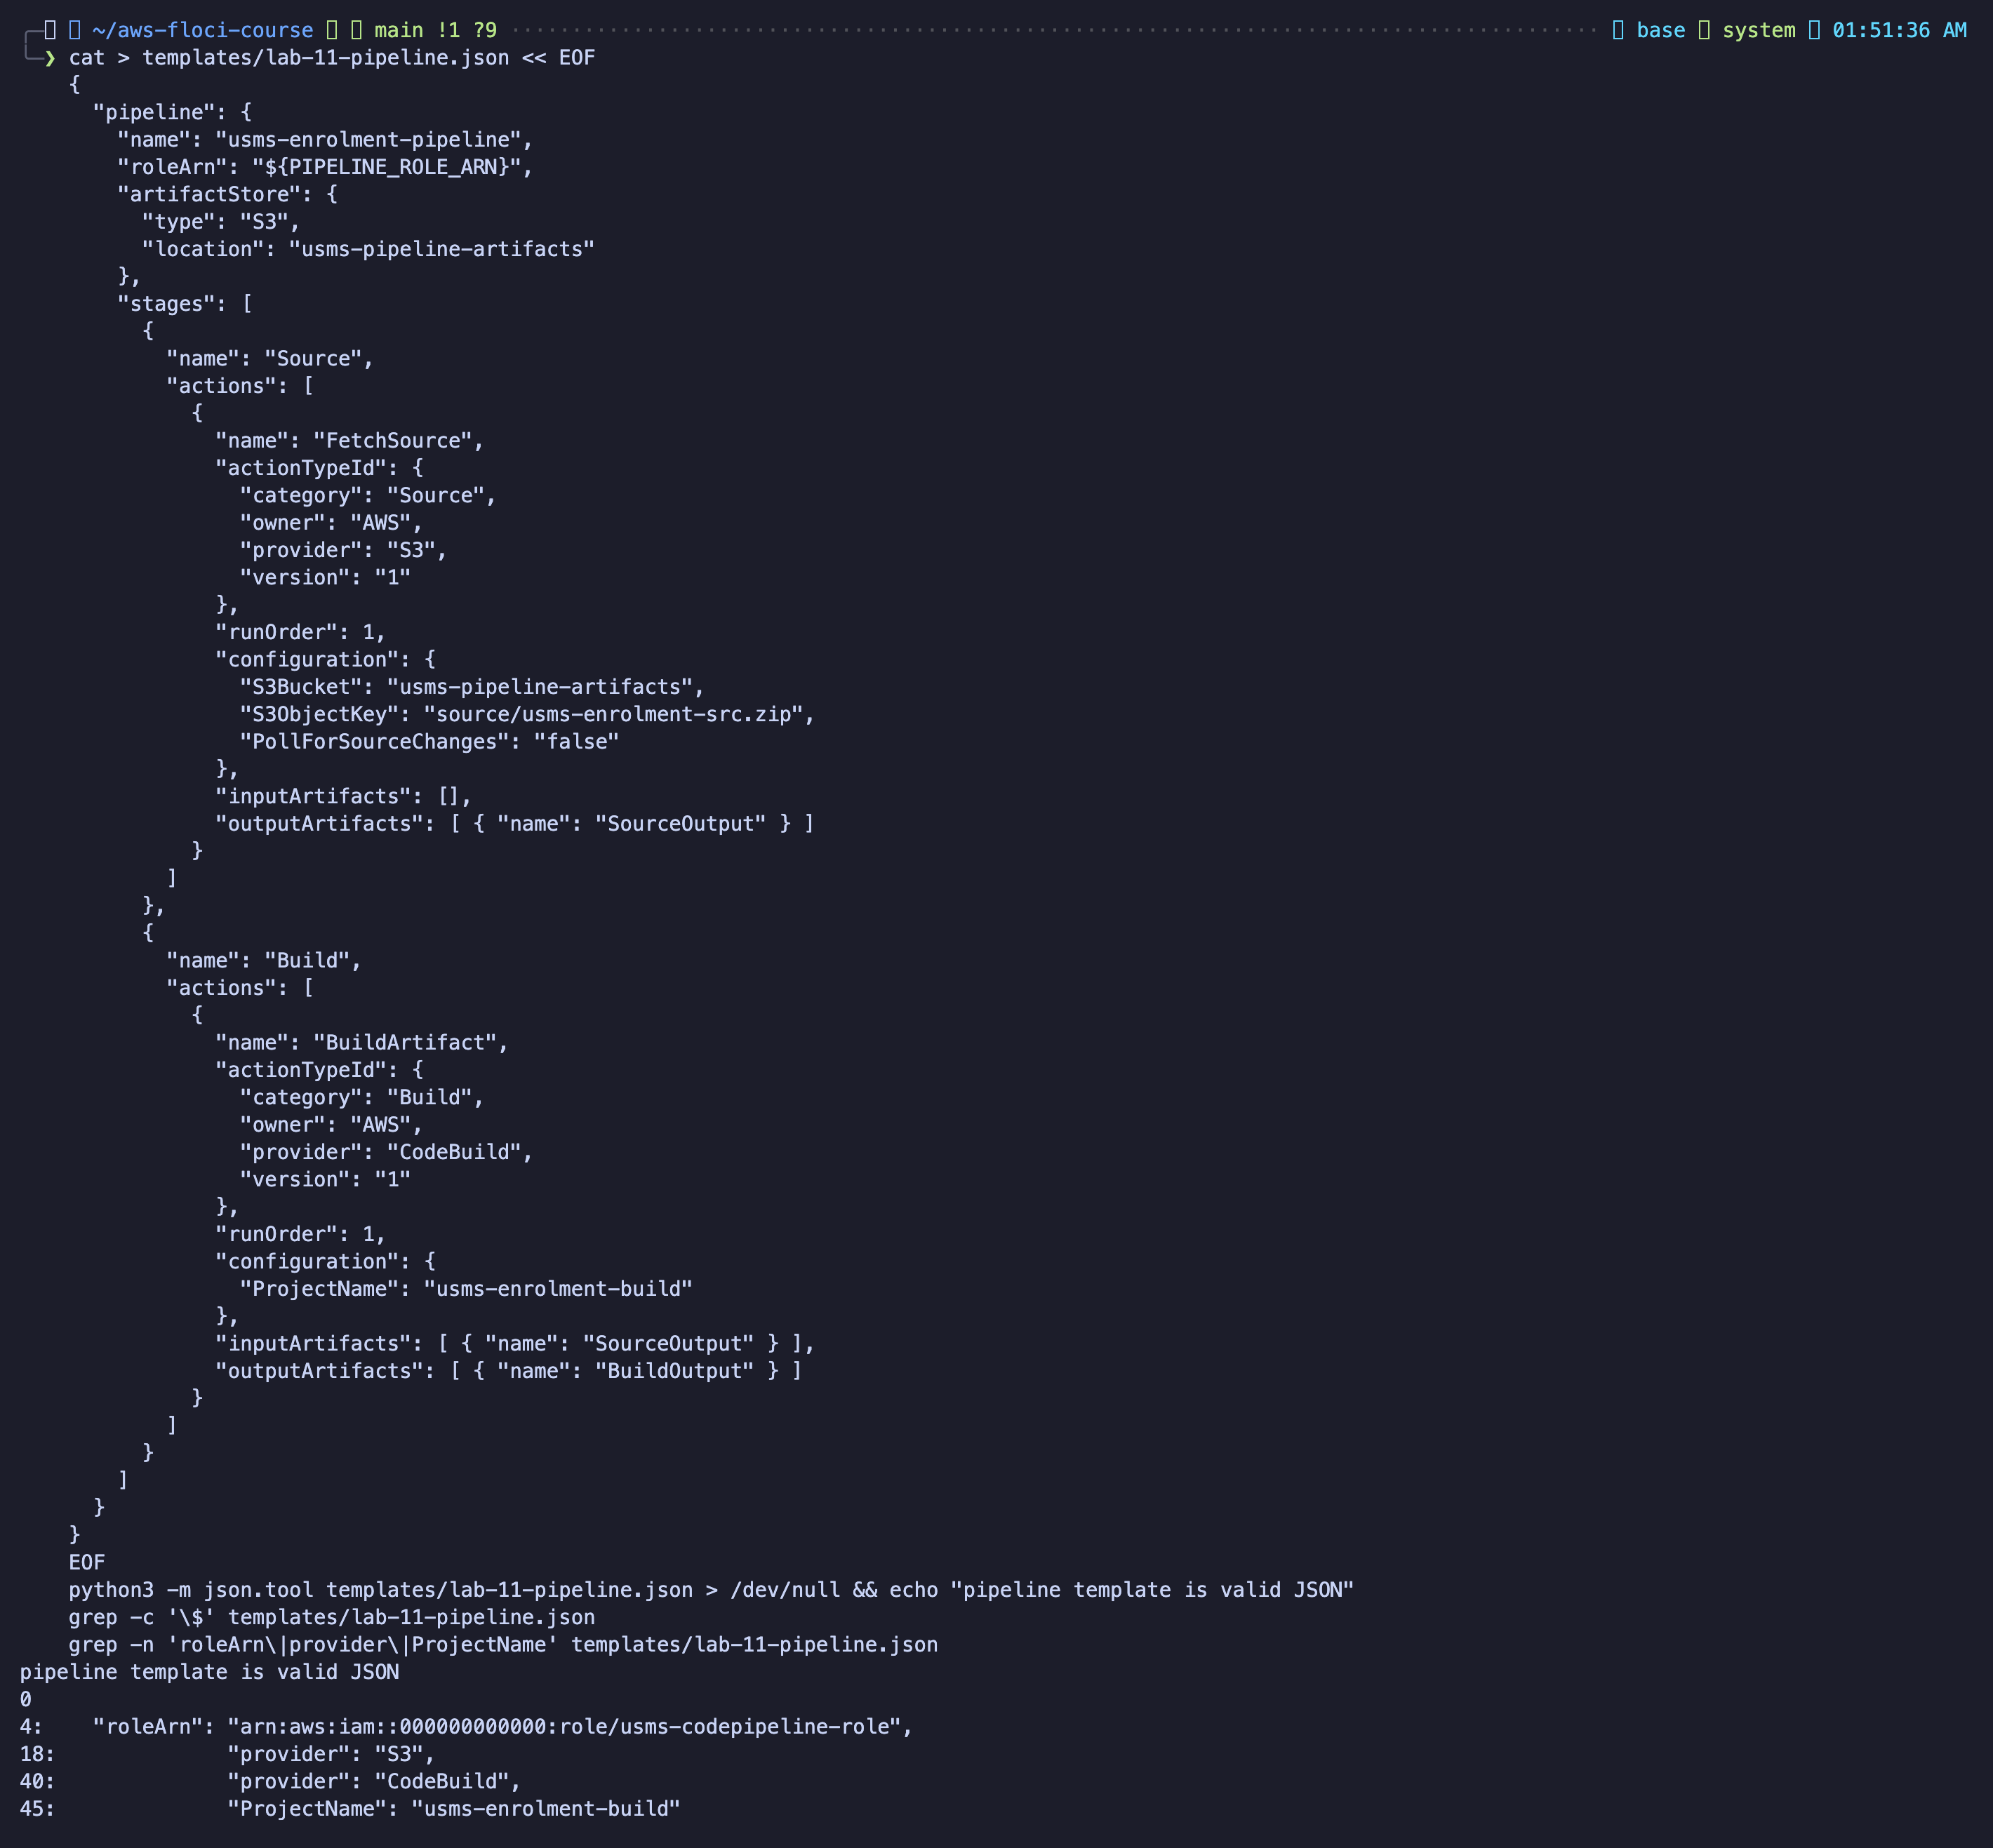 ~/aws-floci-course main !1 ?9 base system 01:51:36 AM
❯ cat > templates/lab-11-pipeline.json << EOF
{
  "pipeline": {
    "name": "usms-enrolment-pipeline",
    "roleArn": "${PIPELINE_ROLE_ARN}",
    "artifactStore": {
      "type": "S3",
      "location": "usms-pipeline-artifacts"
    },
    "stages": [
      {
        "name": "Source",
        "actions": [
          {
            "name": "FetchSource",
            "actionTypeId": {
              "category": "Source",
              "owner": "AWS",
              "provider": "S3",
              "version": "1"
            },
            "runOrder": 1,
            "configuration": {
              "S3Bucket": "usms-pipeline-artifacts",
              "S3ObjectKey": "source/usms-enrolment-src.zip",
              "PollForSourceChanges": "false"
            },
            "inputArtifacts": [],
            "outputArtifacts": [ { "name": "SourceOutput" } ]
          }
        ]
      },
      {
        "name": "Build",
        "actions": [
          {
            "name": "BuildArtifact",
            "actionTypeId": {
              "category": "Build",
              "owner": "AWS",
              "provider": "CodeBuild",
              "version": "1"
            },
            "runOrder": 1,
            "configuration": {
              "ProjectName": "usms-enrolment-build"
            },
            "inputArtifacts": [ { "name": "SourceOutput" } ],
            "outputArtifacts": [ { "name": "BuildOutput" } ]
          }
        ]
      }
    ]
  }
}
EOF
python3 -m json.tool templates/lab-11-pipeline.json > /dev/null && echo "pipeline template is valid JSON"
grep -c '\$' templates/lab-11-pipeline.json
grep -n 'roleArn\|provider\|ProjectName' templates/lab-11-pipeline.json
pipeline template is valid JSON
0
4:    "roleArn": "arn:aws:iam::000000000000:role/usms-codepipeline-role",
18:              "provider": "S3",
40:              "provider": "CodeBuild",
45:              "ProjectName": "usms-enrolment-build"